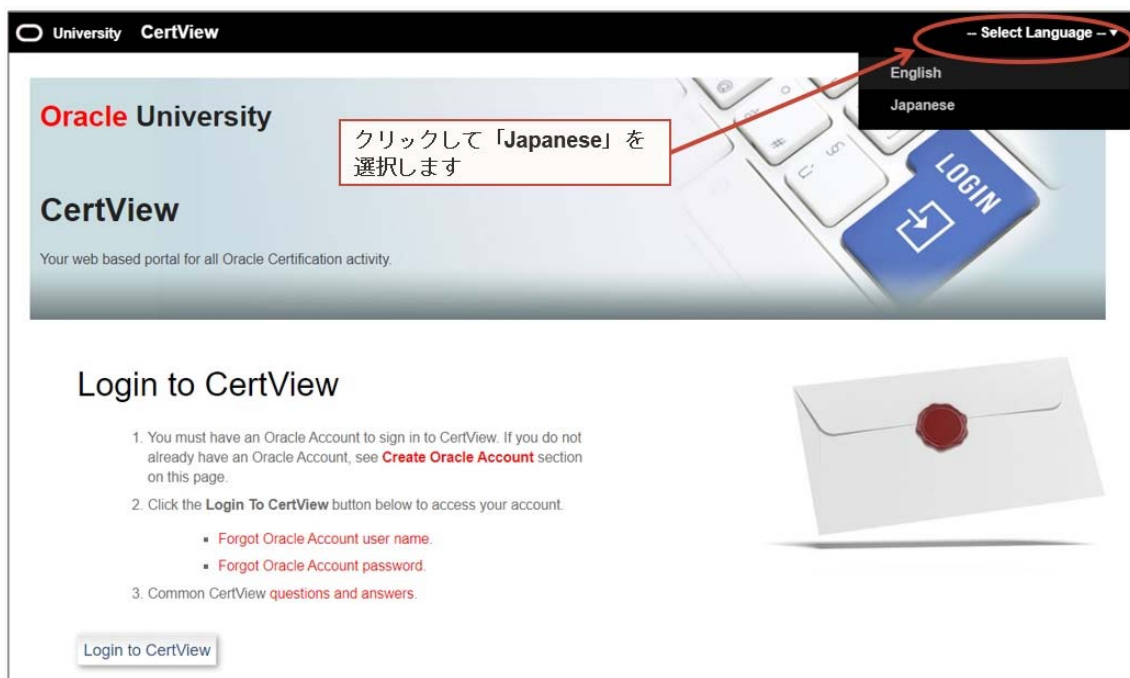 University CertView
-- Select Language -- ▼
English
Japanese
Oracle University
クリックして「Japanese」を
選択します
LOGIN
CertView
Your web based portal for all Oracle Certification activity.
Login to CertView
1. You must have an Oracle Account to sign in to CertView. If you do not
already have an Oracle Account, see Create Oracle Account section
on this page.
2. Click the Login To CertView button below to access your account.
▪ Forgot Oracle Account user name.
▪ Forgot Oracle Account password.
3. Common CertView questions and answers.
Login to CertView